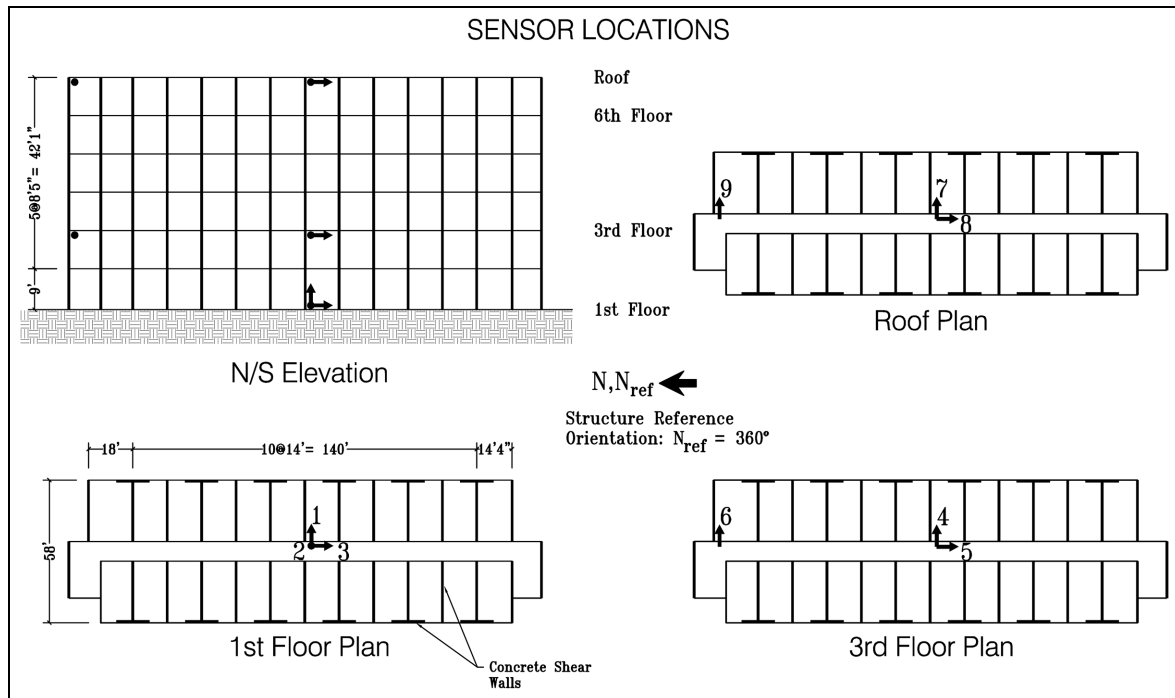 SENSOR LOCATIONS
5@8'5"= 42'1"
9'
Roof
6th Floor
3rd Floor
1st Floor
N/S Elevation
9
7
8
Roof Plan
N,Nref
Structure Reference
Orientation: Nref = 360°
18'
10@14'= 140'
14'4"
58'
1
2
3
1st Floor Plan
Concrete Shear
Walls
6
4
5
3rd Floor Plan